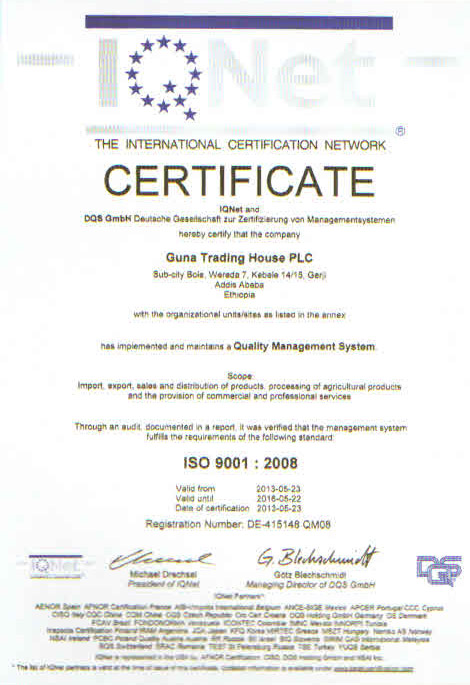 IQNet
®
THE INTERNATIONAL CERTIFICATION NETWORK
CERTIFICATE
IQNet and
DQS GmbH Deutsche Gesellschaft zur Zertifizierung von Managementsystemen
hereby certify that the company
Guna Trading House PLC
Sub-city Bole, Wereda 7, Kebele 14/15, Gerji
Addis Ababa
Ethiopia
with the organizational units/sites as listed in the annex
has implemented and maintains a Quality Management System.
Scope:
Import, export, sales and distribution of products, processing of agricultural products
and the provision of commercial and professional services
Through an audit, documented in a report, it was verified that the management system
fulfills the requirements of the following standard:
ISO 9001 : 2008
Valid from 2013-05-23
Valid until 2016-05-22
Date of certification 2013-05-23
Registration Number: DE-415148 QM08
IQNet
G. Blechschmidt
DQS
Michael Drechsel
President of IQNet
Götz Blechschmidt
Managing Director of DQS GmbH
IQNet Partners*:
AENOR Spain AFNOR Certification France AIB-Vinçotte International Belgium ANCE-SIGE Mexico APCER Portugal CCC Cyprus
CISQ Italy CQC China CQM China CQS Czech Republic Cro Cert Croatia DQS Holding GmbH Germany DS Denmark
FCAV Brazil FONDONORMA Venezuela ICONTEC Colombia IMNC Mexico INNORPI Tunisia
Inspecta Certification Finland IRAM Argentina JQA Japan KFQ Korea MIRTEC Greece MSZT Hungary Nemko AS Norway
NSAI Ireland PCBC Poland Quality Austria Austria RR Russia SII Israel SIQ Slovenia SIRIM QAS International Malaysia
SQS Switzerland SRAC Romania TEST St Petersburg Russia TSE Turkey YUQS Serbia
IQNet is represented in the USA by: AFNOR Certification, CISQ, DQS Holding GmbH and NSAI Inc.
* The list of IQNet partners is valid at the time of issue of this certificate.